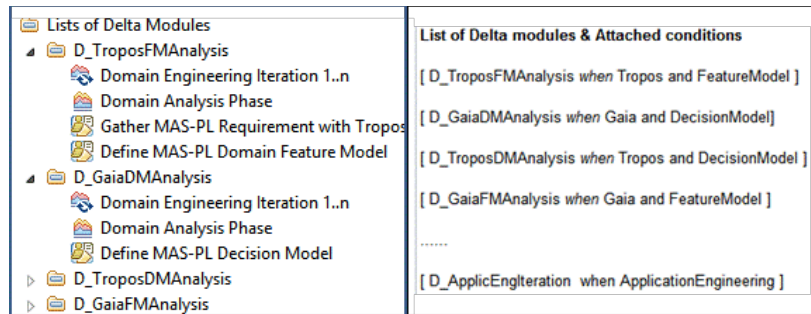 Lists of Delta Modules
D_TroposFMAnalysis
Domain Engineering Iteration 1..n
Domain Analysis Phase
Gather MAS-PL Requirement with Tropos
Define MAS-PL Domain Feature Model
D_GaiaDMAnalysis
Domain Engineering Iteration 1..n
Domain Analysis Phase
Define MAS-PL Decision Model
D_TroposDMAnalysis
D_GaiaFMAnalysis
List of Delta modules & Attached conditions
[ D_TroposFMAnalysis when Tropos and FeatureModel ]
[ D_GaiaDMAnalysis when Gaia and DecisionModel]
[ D_TroposDMAnalysis when Tropos and DecisionModel ]
[ D_GaiaFMAnalysis when Gaia and FeatureModel ]
......
[ D_ApplicEngIteration when ApplicationEngineering ]